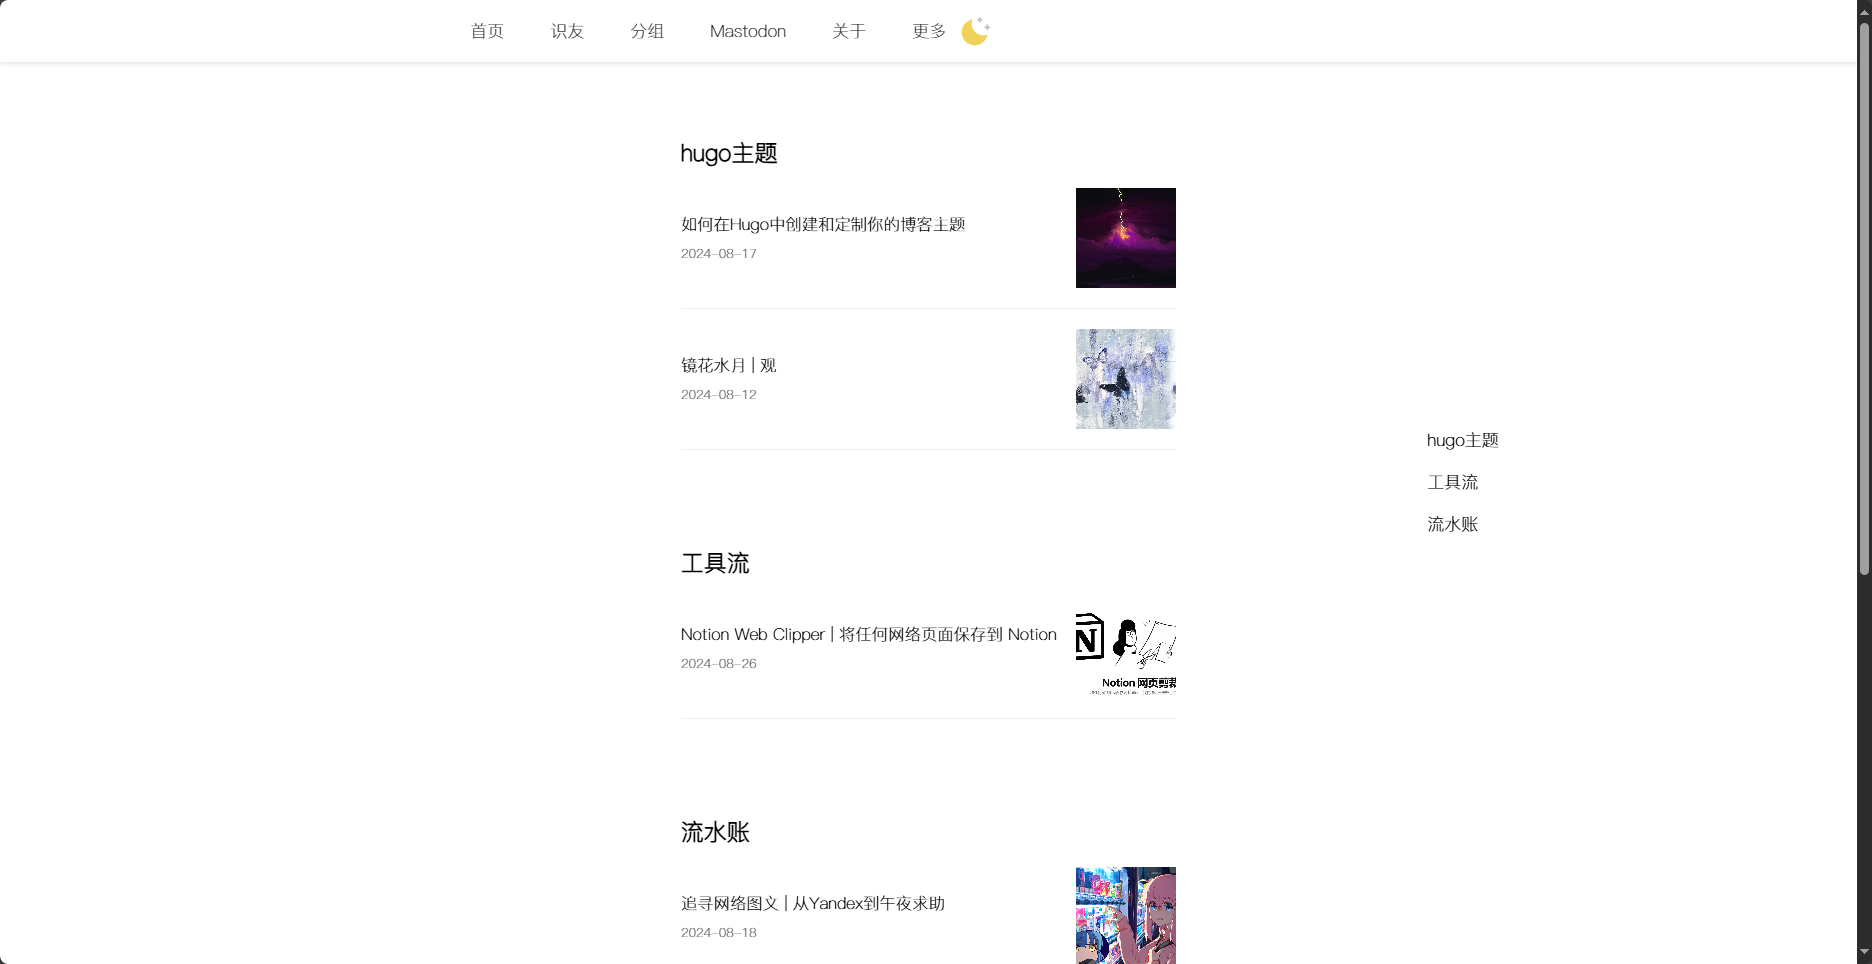 首页 识友 分组 Mastodon 关于 更多
hugo主题
如何在Hugo中创建和定制你的博客主题
2024-08-17
镜花水月 | 观
2024-08-12
hugo主题
工具流
流水账
工具流
Notion Web Clipper | 将任何网络页面保存到 Notion
2024-08-26
N
Notion 网页剪裁
流水账
追寻网络图文 | 从Yandex到午夜求助
2024-08-18